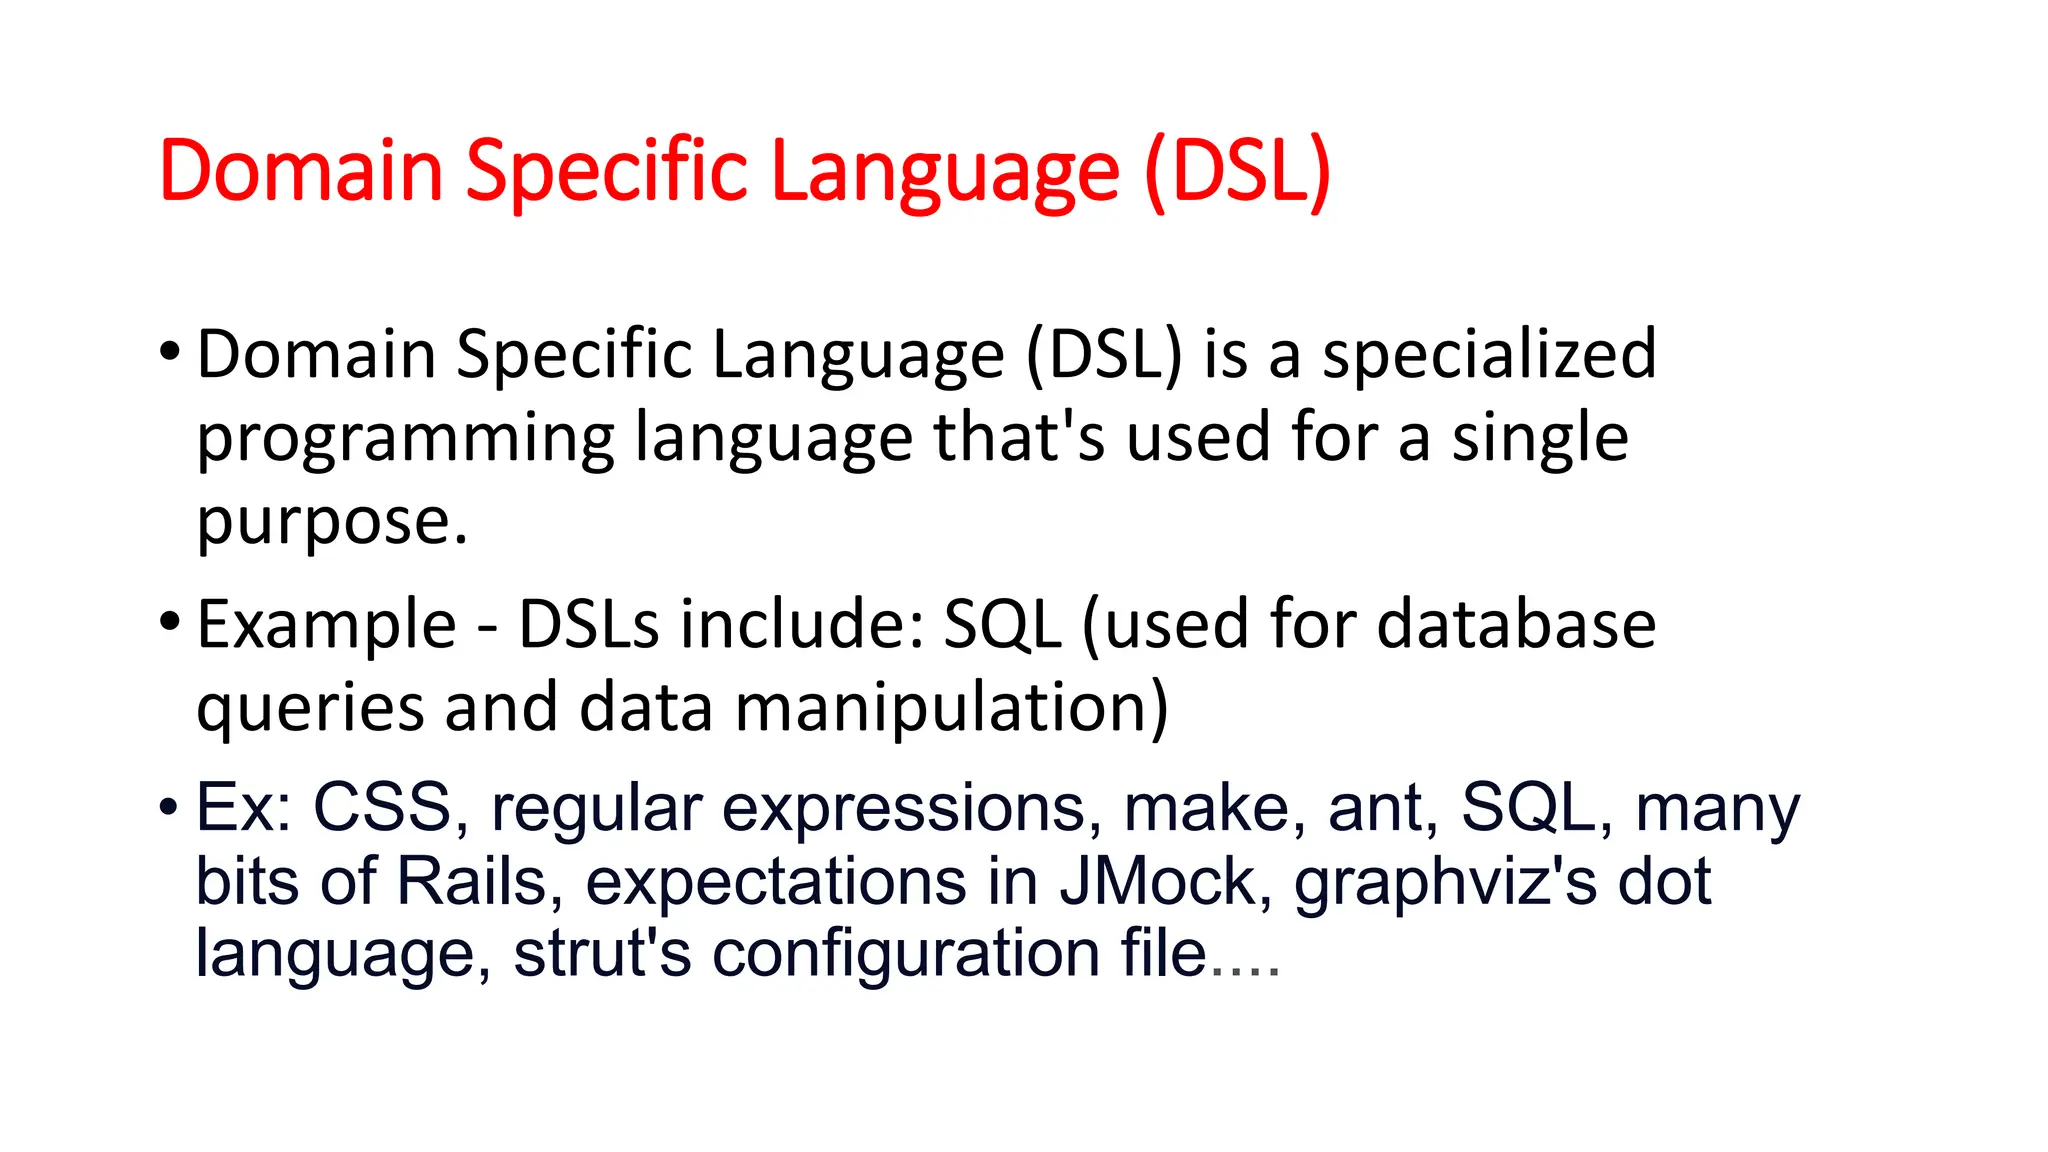 Domain Specific Language (DSL)
• Domain Specific Language (DSL) is a specialized
programming language that's used for a single
purpose.
• Example - DSLs include: SQL (used for database
queries and data manipulation)
• Ex: CSS, regular expressions, make, ant, SQL, many
bits of Rails, expectations in JMock, graphviz's dot
language, strut's configuration file....